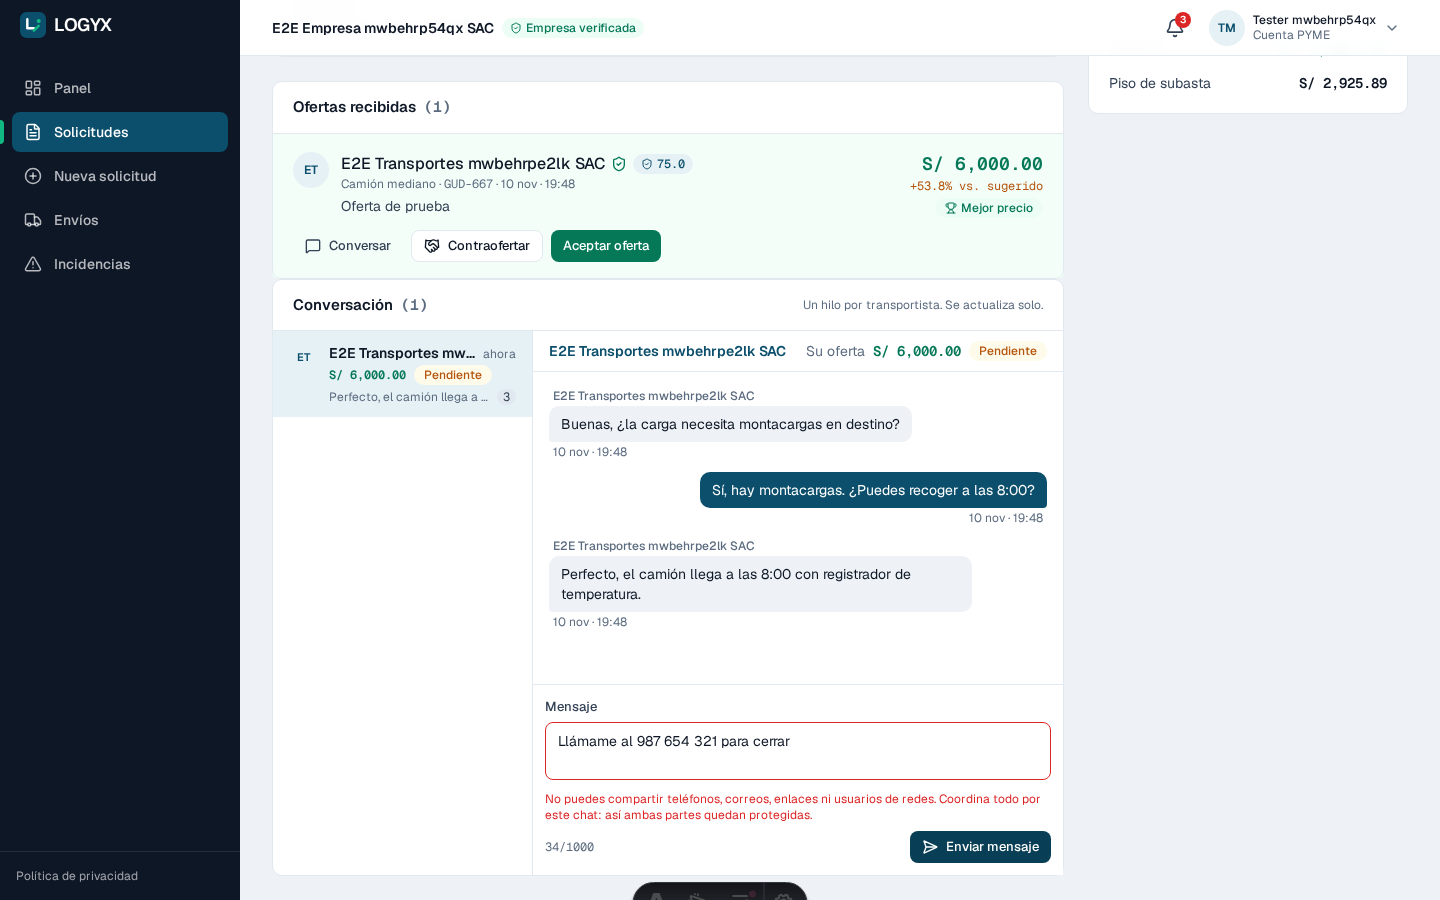 LOGYX
Panel
Solicitudes
Nueva solicitud
Envíos
Incidencias
Política de privacidad
E2E Empresa mwbehrp54qx SAC
Empresa verificada
3
TM
Tester mwbehrp54qx
Cuenta PYME
Piso de subasta
S/ 2,925.89
Ofertas recibidas (1)
ET
E2E Transportes mwbehrpe2lk SAC
75.0
Camión mediano · GUD-667 · 10 nov · 19:48
Oferta de prueba
S/ 6,000.00
+53.8% vs. sugerido
Mejor precio
Conversar
Contraofertar
Aceptar oferta
Conversación (1)
Un hilo por transportista. Se actualiza solo.
ET
E2E Transportes mw...
ahora
S/ 6,000.00
Pendiente
Perfecto, el camión llega a ...
3
E2E Transportes mwbehrpe2lk SAC
Su oferta S/ 6,000.00
Pendiente
E2E Transportes mwbehrpe2lk SAC
Buenas, ¿la carga necesita montacargas en destino?
10 nov · 19:48
Sí, hay montacargas. ¿Puedes recoger a las 8:00?
10 nov · 19:48
E2E Transportes mwbehrpe2lk SAC
Perfecto, el camión llega a las 8:00 con registrador de
temperatura.
10 nov · 19:48
Mensaje
Llámame al 987 654 321 para cerrar
No puedes compartir teléfonos, correos, enlaces ni usuarios de redes. Coordina todo por
este chat: así ambas partes quedan protegidas.
34/1000
Enviar mensaje